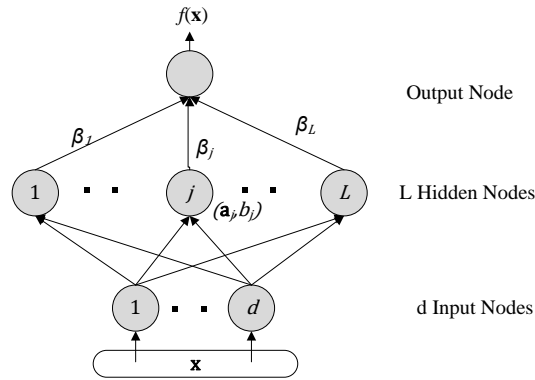 f(x)
Output Node
β1 βj βL
1 . . j . . L L Hidden Nodes
(aj,bj)
1 . . d d Input Nodes
x